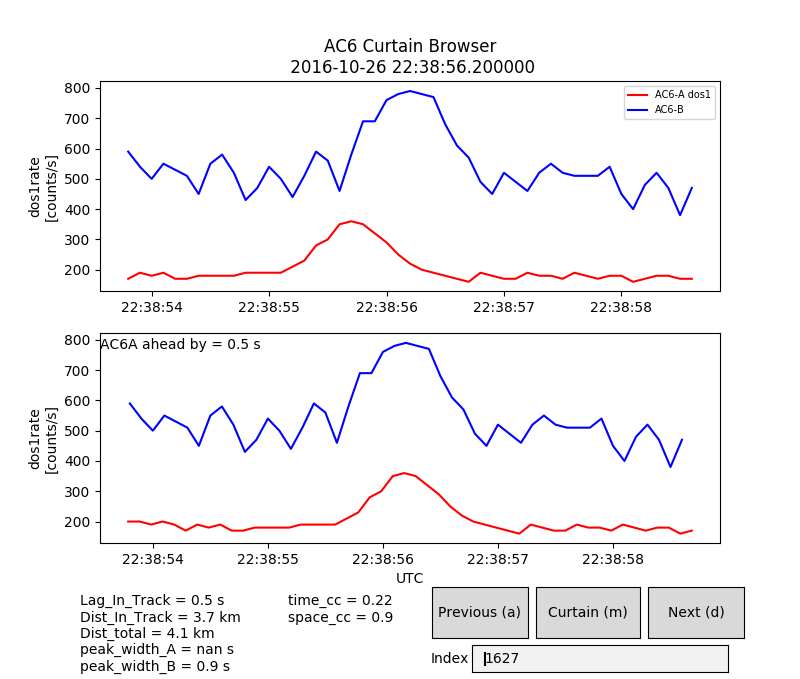 AC6 Curtain Browser
2016-10-26 22:38:56.200000
800
700
600
500
400
300
200
dos1rate
[counts/s]
AC6-A dos1
AC6-B
22:38:54 22:38:55 22:38:56 22:38:57 22:38:58
AC6A ahead by = 0.5 s
800
700
600
500
400
300
200
dos1rate
[counts/s]
22:38:54 22:38:55 22:38:56 22:38:57 22:38:58
UTC
Lag_In_Track = 0.5 s
Dist_In_Track = 3.7 km
Dist_total = 4.1 km
peak_width_A = nan s
peak_width_B = 0.9 s
time_cc = 0.22
space_cc = 0.9
Previous (a) Curtain (m) Next (d)
Index 1627